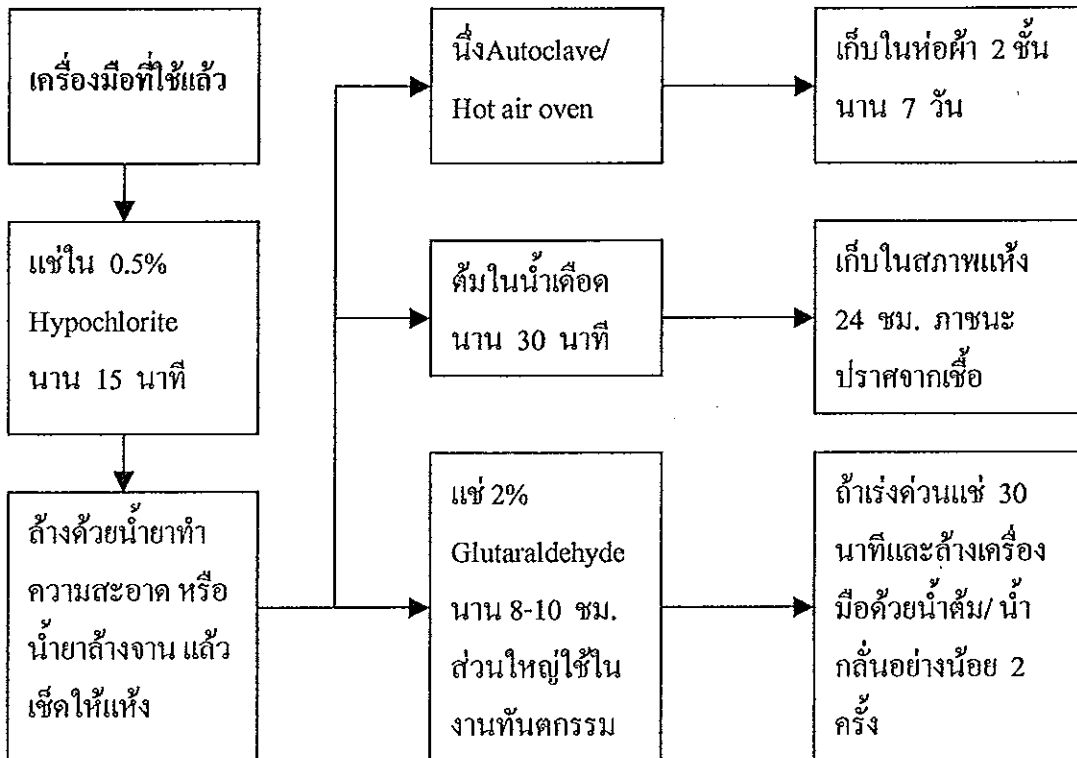 เครื่องมือที่ใช้แล้ว
แช่ใน 0.5%
Hypochlorite
นาน 15 นาที
ล้างด้วยน้ำยาทำ
ความสะอาด หรือ
น้ำยาล้างจาน แล้ว
เช็ดให้แห้ง
นึ่งAutoclave/
Hot air oven
เก็บในห่อผ้า 2 ชั้น
นาน 7 วัน
ต้มในน้ำเดือด
นาน 30 นาที
เก็บในสภาพแห้ง
24 ชม. ภาชนะ
ปราศจากเชื้อ
แช่ 2%
Glutaraldehyde
นาน 8-10 ชม.
ส่วนใหญ่ใช้ใน
งานทันตกรรม
ถ้าเร่งด่วนแช่ 30
นาทีและล้างเครื่อง
มือด้วยน้ำต้ม/ น้ำ
กลั่นอย่างน้อย 2
ครั้ง